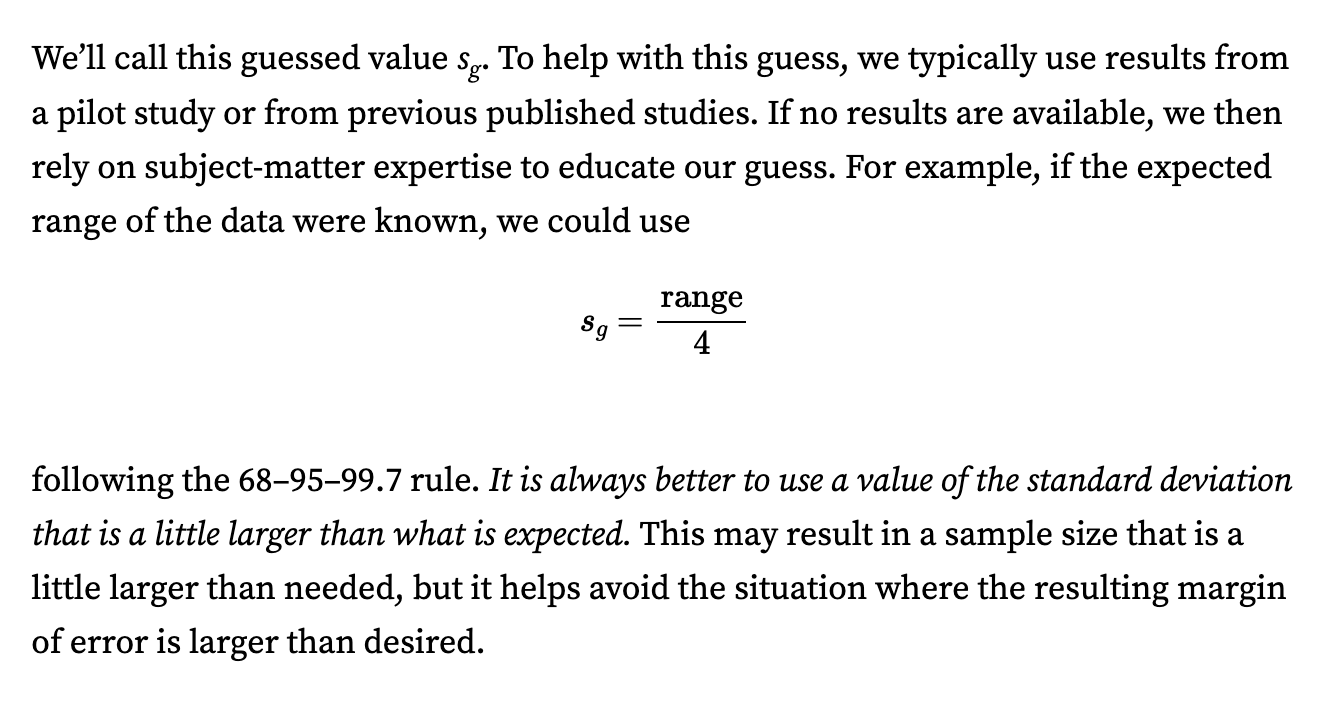 We’ll call this guessed value s_g. To help with this guess, we typically use results from
a pilot study or from previous published studies. If no results are available, we then
rely on subject-matter expertise to educate our guess. For example, if the expected
range of the data were known, we could use
s_g = range / 4
following the 68–95–99.7 rule. It is always better to use a value of the standard deviation
that is a little larger than what is expected. This may result in a sample size that is a
little larger than needed, but it helps avoid the situation where the resulting margin
of error is larger than desired.